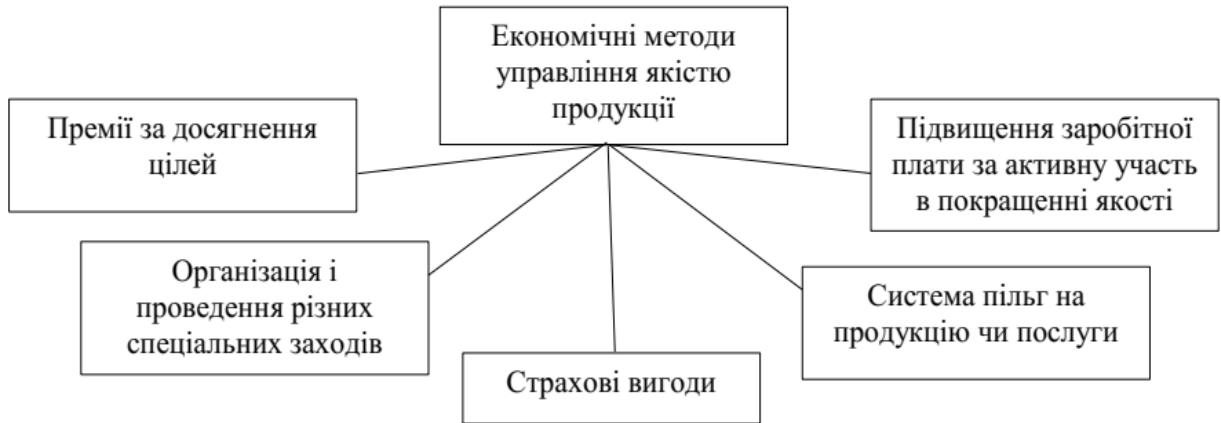 Економічні методи
управління якістю
продукції
Премії за досягнення
цілей
Підвищення заробітної
плати за активну участь
в покращенні якості
Організація і
проведення різних
спеціальних заходів
Страхові вигоди
Система пільг на
продукцію чи послуги